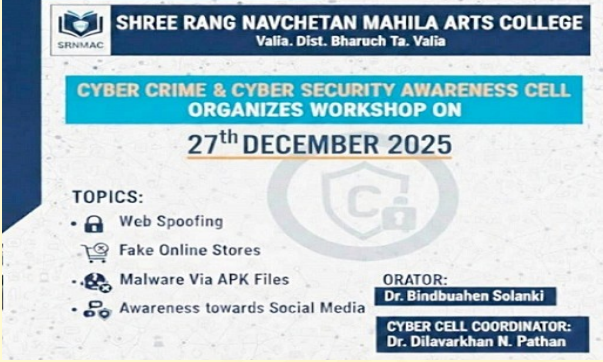 SRNMAC
SHREE RANG NAVCHETAN MAHILA ARTS COLLEGE
Valia. Dist. Bharuch Ta. Valia
CYBER CRIME & CYBER SECURITY AWARENESS CELL
ORGANIZES WORKSHOP ON
27th DECEMBER 2025
TOPICS:
• Web Spoofing
Fake Online Stores
• Malware Via APK Files
• Awareness towards Social Media
C
ORATOR:
Dr. Bindbuahen Solanki
CYBER CELL COORDINATOR:
Dr. Dilavarkhan N. Pathan